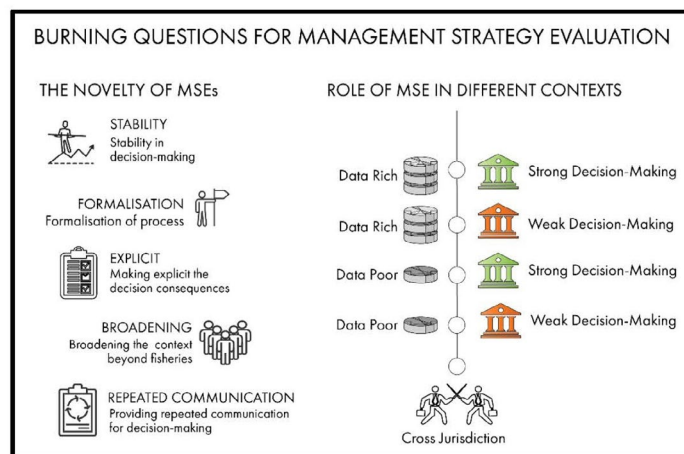 BURNING QUESTIONS FOR MANAGEMENT STRATEGY EVALUATION
THE NOVELTY OF MSEs
STABILITY
Stability in
decision-making
FORMALISATION
Formalisation of process
EXPLICIT
Making explicit the
decision consequences
BROADENING
Broadening the context
beyond fisheries
REPEATED COMMUNICATION
Providing repeated communication
for decision-making
ROLE OF MSE IN DIFFERENT CONTEXTS
Data Rich
Strong Decision-Making
Data Rich
Weak Decision-Making
Data Poor
Strong Decision-Making
Data Poor
Weak Decision-Making
Cross Jurisdiction